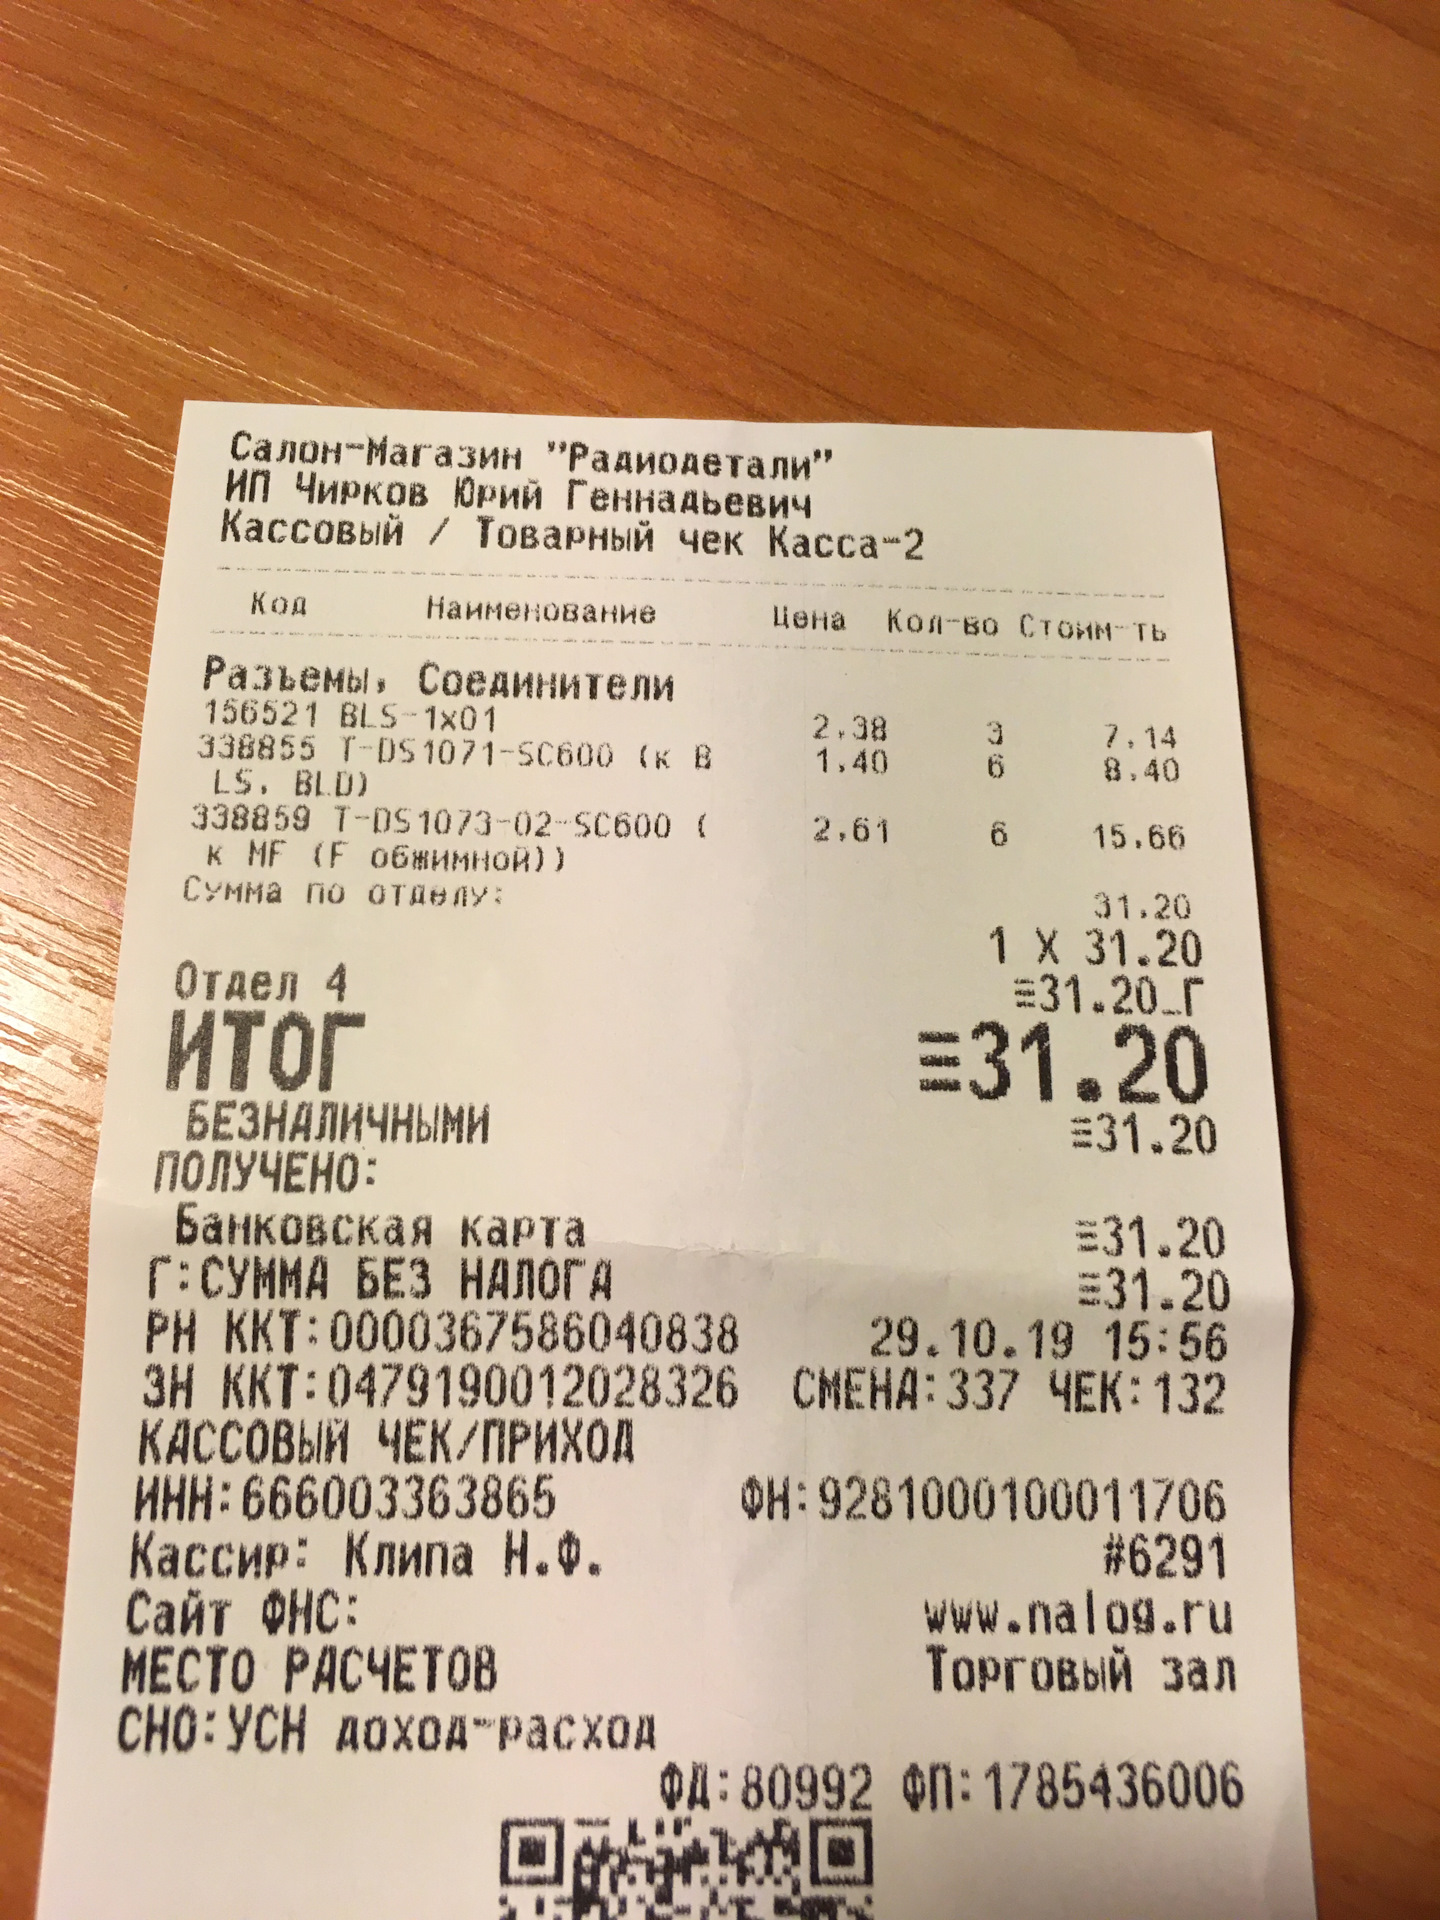 Салон-Магазин "Радиодетали"
ИП Чирков Юрий Геннадьевич
Кассовый / Товарный чек Касса-2
Код Наименование Цена Кол-во Стоим-ть
Разъемы, Соединители
156521 BLS-1x01 2.38 3 7.14
338855 T-DS1071-SC600 (к B 1.40 6 8.40
LS, BLD)
338859 T-DS1073-02-SC600 ( 2.61 6 15.66
к MF (F обжимной))
Сумма по отделу: 31.20
1 X 31.20
Отдел 4 ≡31.20_Г
ИТОГ ≡31.20
БЕЗНАЛИЧНЫМИ ≡31.20
ПОЛУЧЕНО:
Банковская карта ≡31.20
Г:СУММА БЕЗ НАЛОГА ≡31.20
РН ККТ:0000367586040838 29.10.19 15:56
ЗН ККТ:0479190012028326 СМЕНА:337 ЧЕК:132
КАССОВЫЙ ЧЕК/ПРИХОД
ИНН:666003363865 ФН:9281000100011706
Кассир: Клипа Н.Ф. #6291
Сайт ФНС: www.nalog.ru
МЕСТО РАСЧЕТОВ Торговый зал
СНО:УСН доход-расход
ФД:80992 ФП:1785436006